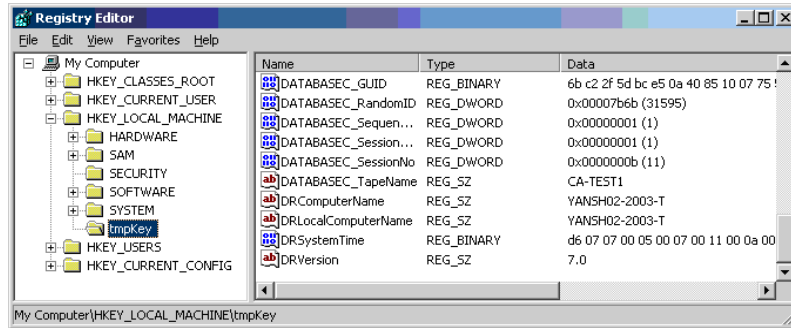 Registry Editor
File Edit View Favorites Help
My Computer
HKEY_CLASSES_ROOT
HKEY_CURRENT_USER
HKEY_LOCAL_MACHINE
HARDWARE
SAM
SECURITY
SOFTWARE
SYSTEM
tmpKey
HKEY_USERS
HKEY_CURRENT_CONFIG
Name Type Data
DATABASEC_GUID REG_BINARY 6b c2 2f 5d bc e5 0a 40 85 10 07 75
DATABASEC_RandomID REG_DWORD 0x00007b6b (31595)
DATABASEC_Sequen... REG_DWORD 0x00000001 (1)
DATABASEC_Session... REG_DWORD 0x00000001 (1)
DATABASEC_SessionNo REG_DWORD 0x0000000b (11)
DATABASEC_TapeName REG_SZ CA-TEST1
DRComputerName REG_SZ YANSH02-2003-T
DRLocalComputerName REG_SZ YANSH02-2003-T
DRSystemTime REG_BINARY d6 07 07 00 05 00 07 00 11 00 0a 00
DRVersion REG_SZ 7.0
My Computer\HKEY_LOCAL_MACHINE\tmpKey